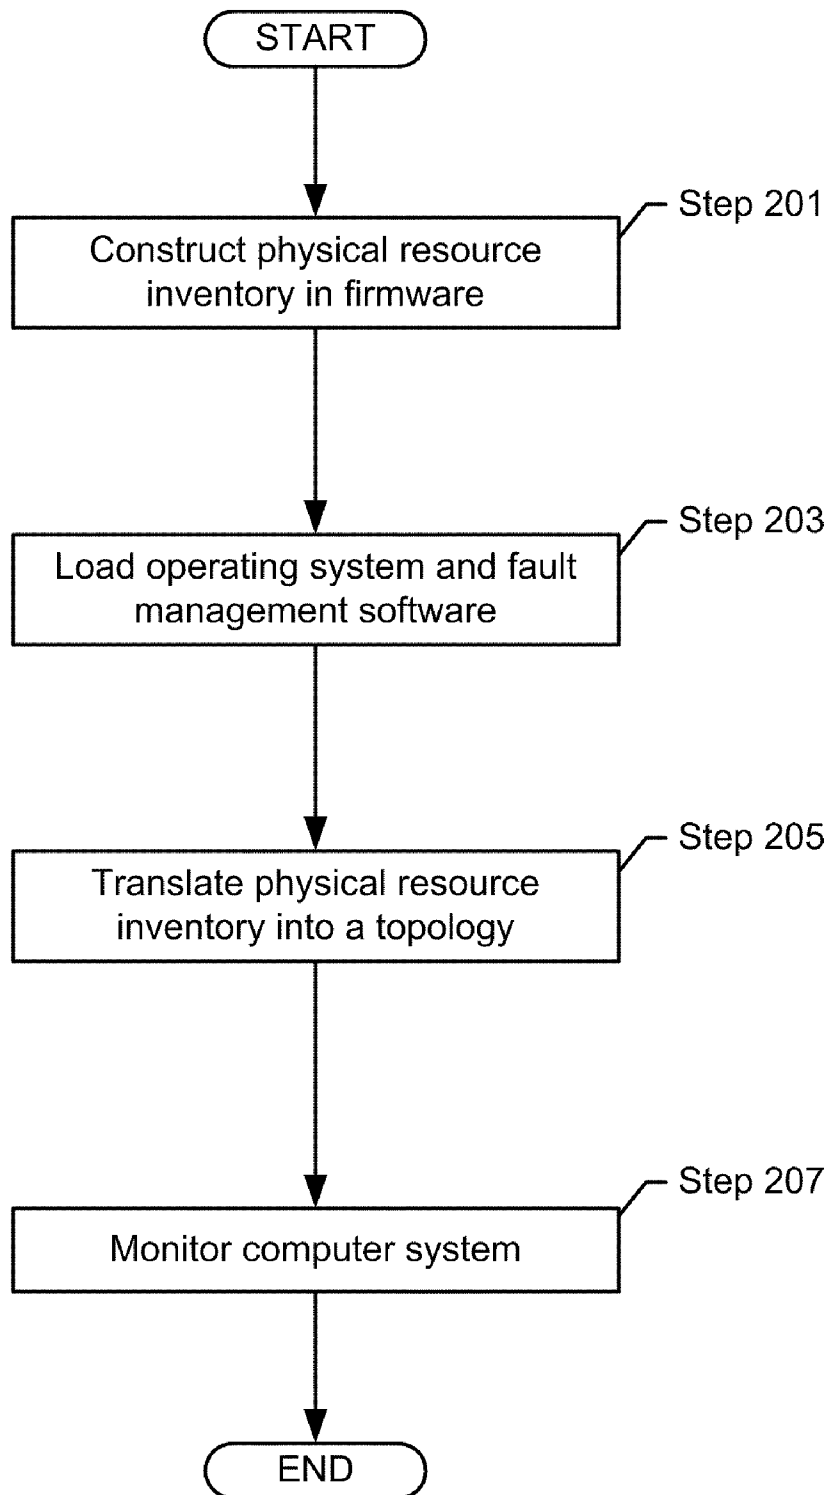 START
Step 201
Construct physical resource
inventory in firmware
Step 203
Load operating system and fault
management software
Step 205
Translate physical resource
inventory into a topology
Step 207
Monitor computer system
END